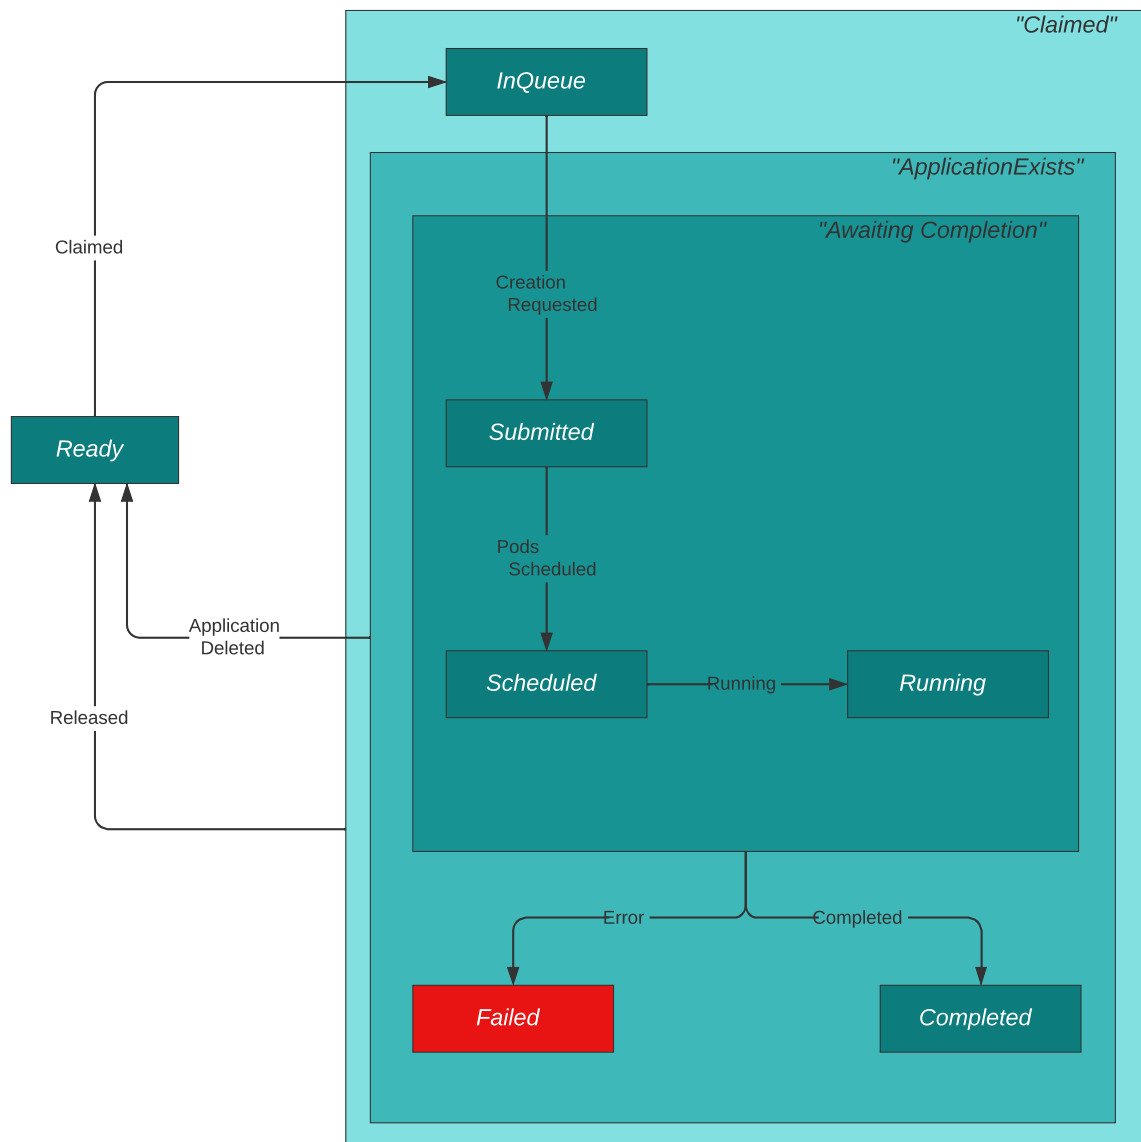 "Claimed"
InQueue
"ApplicationExists"
"Awaiting Completion"
Claimed
Creation
Requested
Submitted
Ready
Pods
Scheduled
Application
Deleted
Scheduled
Running
Running
Released
Error
Completed
Failed
Completed